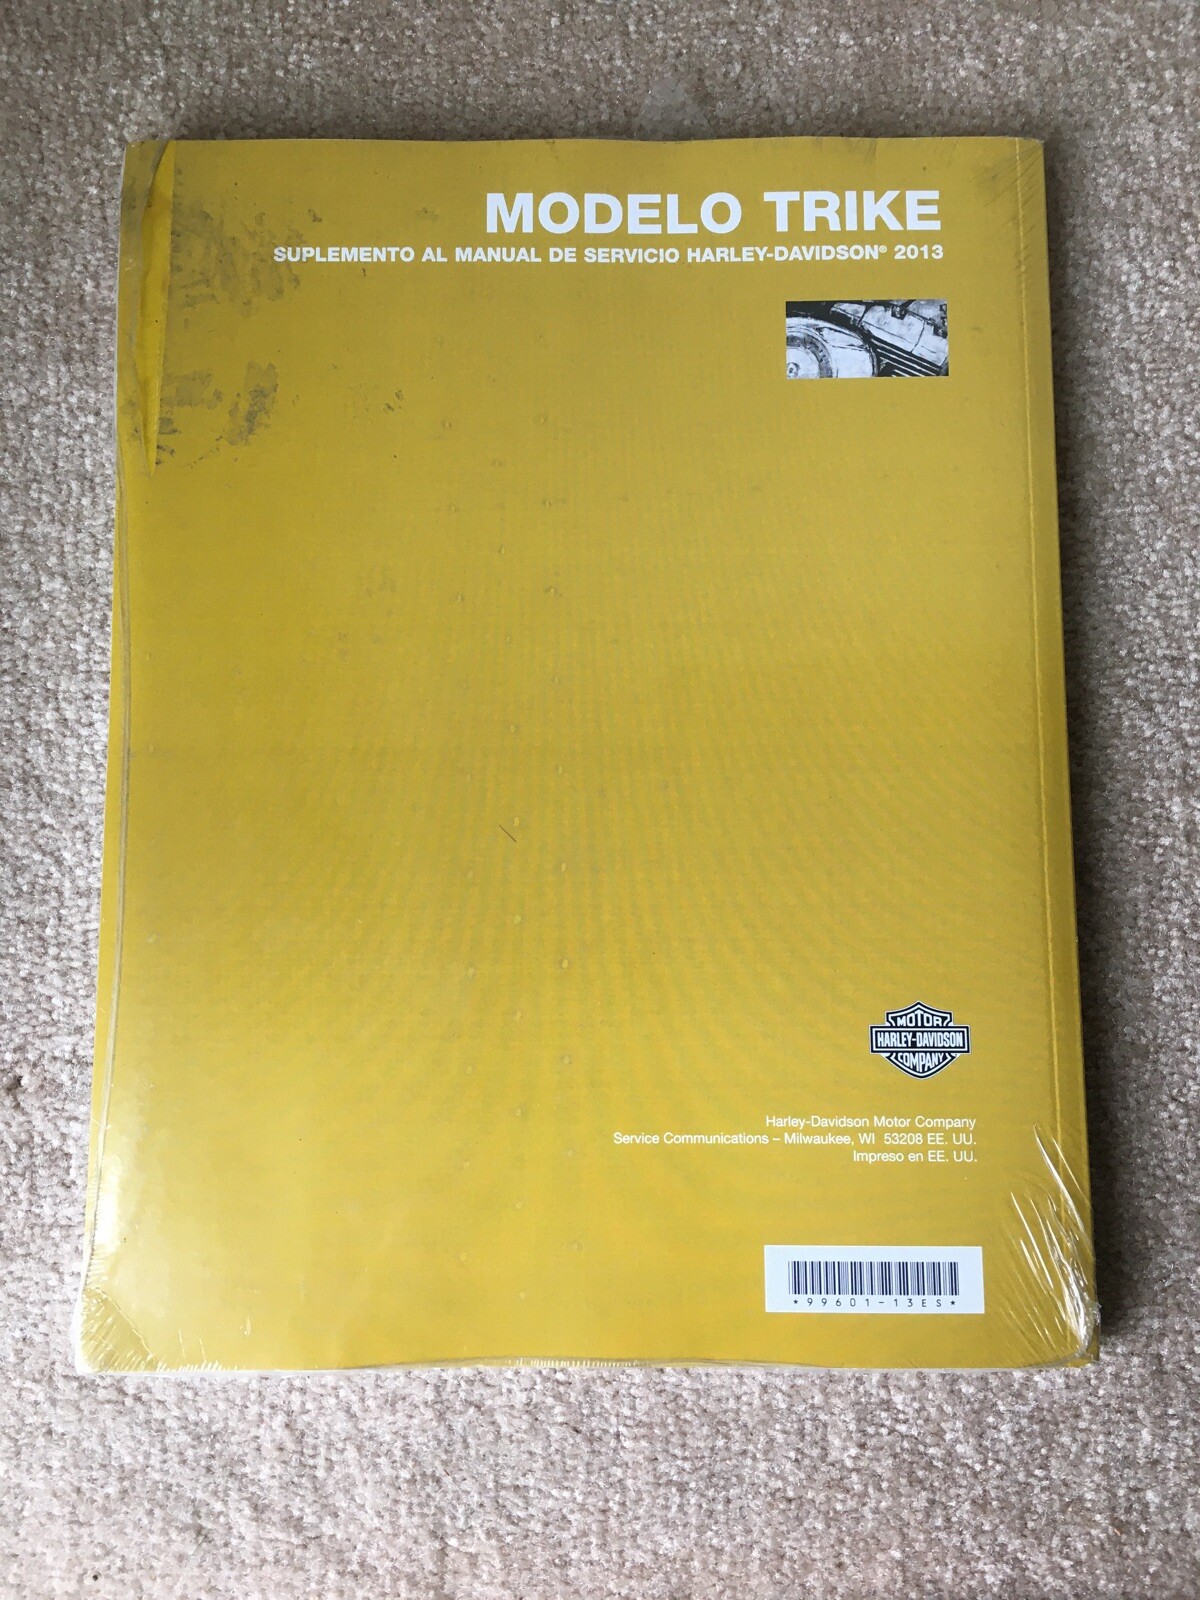 MODELO TRIKE
SUPLEMENTO AL MANUAL DE SERVICIO HARLEY-DAVIDSON® 2013
MOTOR
HARLEY-DAVIDSON
COMPANY
Harley-Davidson Motor Company
Service Communications – Milwaukee, WI 53208 EE. UU.
Impreso en EE. UU.
*99601-13ES*